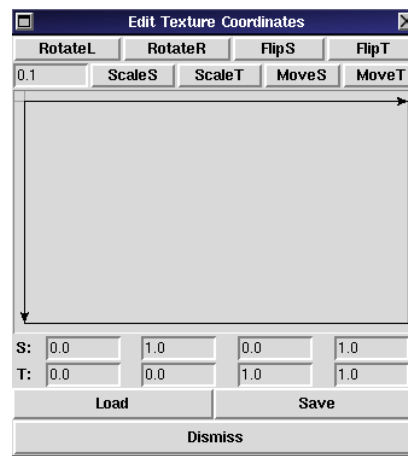 Edit Texture Coordinates
RotateL RotateR FlipS FlipT
0.1 ScaleS ScaleT MoveS MoveT
S: 0.0 1.0 0.0 1.0
T: 0.0 0.0 1.0 1.0
Load Save
Dismiss